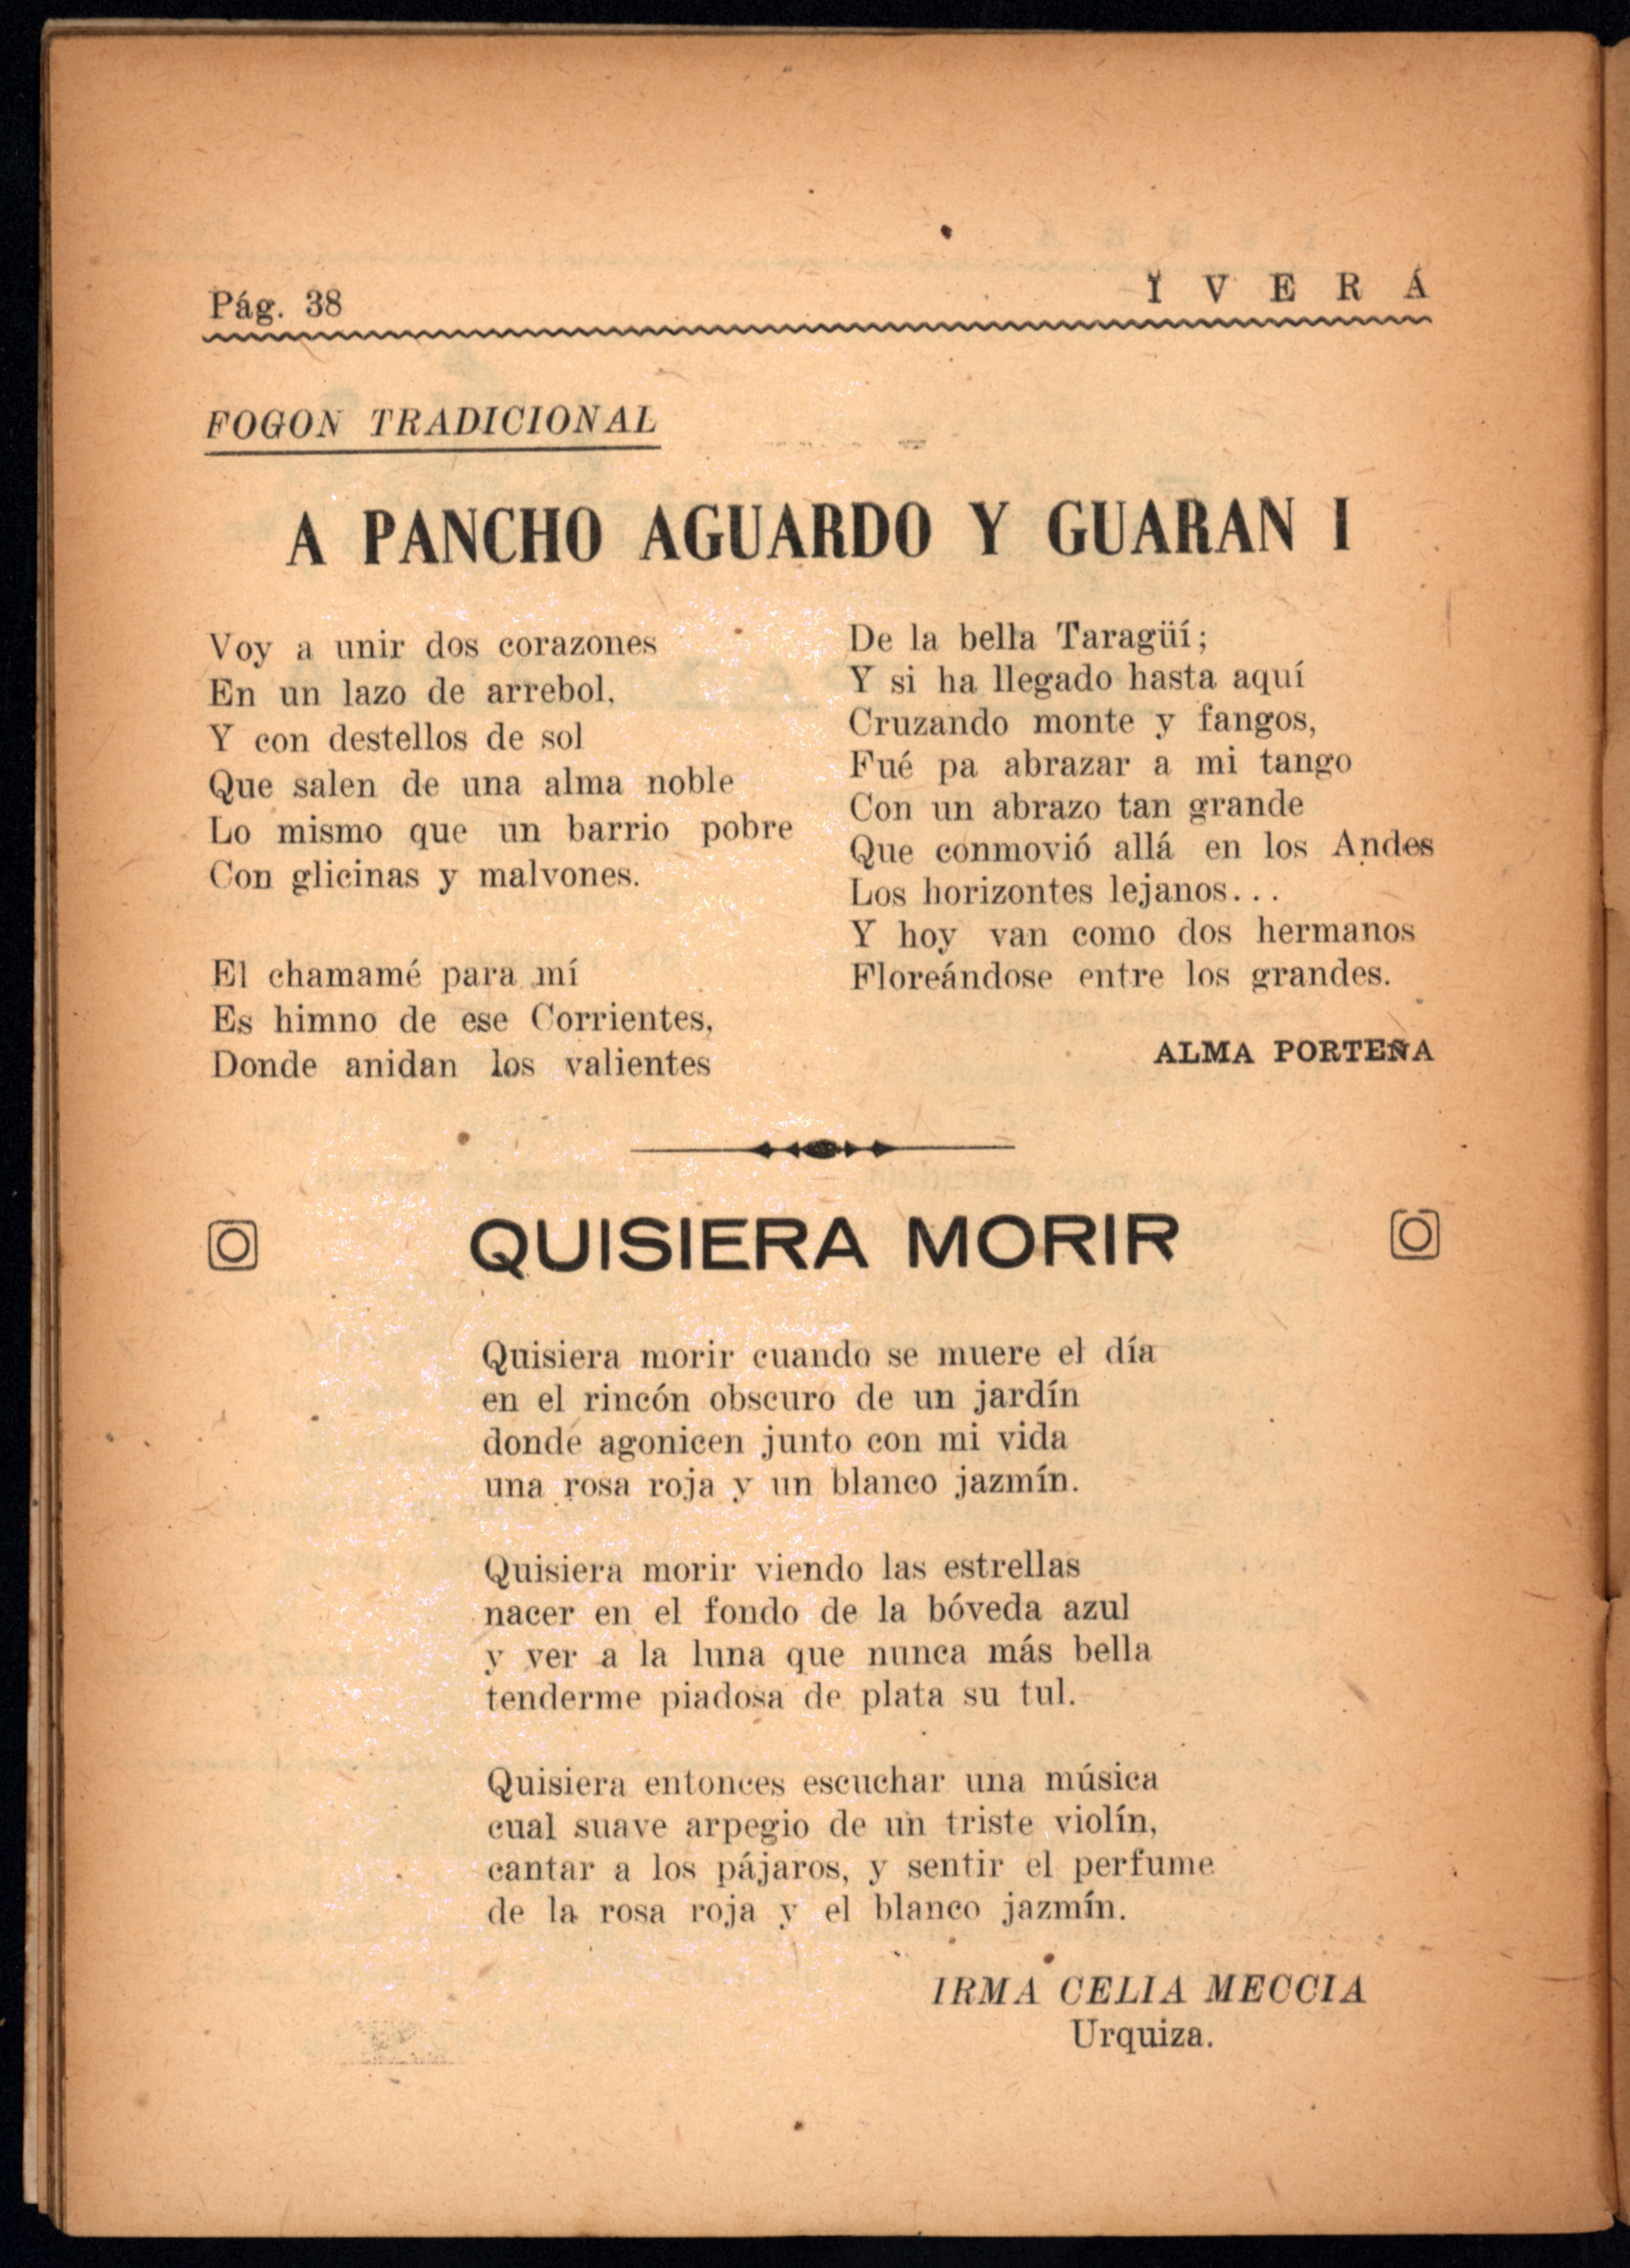 Pág. 38
Y V E R Á
FOGON TRADICIONAL
A PANCHO AGUARDO Y GUARAN I
Voy a unir dos corazones
En un lazo de arrebol,
Y con destellos de sol
Que salen de una alma noble
Lo mismo que un barrio pobre
Con glicinas y malvones.
El chamamé para mí
Es himno de ese Corrientes,
Donde anidan los valientes
De la bella Taragüí;
Y si ha llegado hasta aquí
Cruzando monte y fangos,
Fué pa abrazar a mi tango
Con un abrazo tan grande
Que conmovió allá en los Andes
Los horizontes lejanos...
Y hoy van como dos hermanos
Floreándose entre los grandes.
ALMA PORTEÑA
QUISIERA MORIR
Quisiera morir cuando se muere el día
en el rincón obscuro de un jardín
donde agonicen junto con mi vida
una rosa roja y un blanco jazmín.
Quisiera morir viendo las estrellas
nacer en el fondo de la bóveda azul
y ver a la luna que nunca más bella
tenderme piadosa de plata su tul.
Quisiera entonces escuchar una música
cual suave arpegio de un triste violín,
cantar a los pájaros, y sentir el perfume
de la rosa roja y el blanco jazmín.
IRMA CELIA MECCIA
Urquiza.